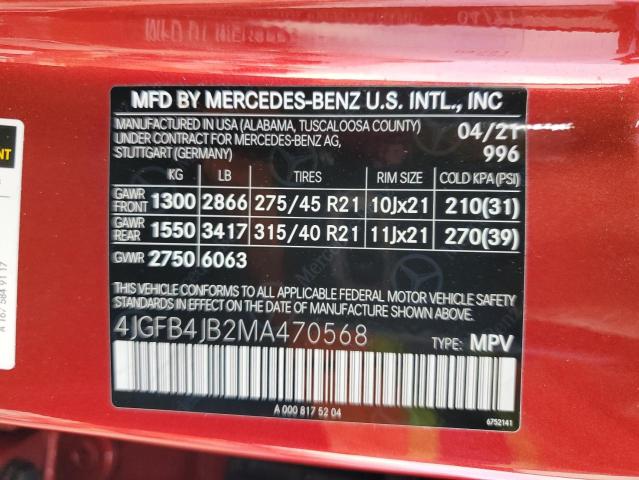 MFD BY MERCEDES-BENZ U.S. INTL., INC
MANUFACTURED IN USA (ALABAMA, TUSCALOOSA COUNTY) 04/21
UNDER CONTRACT FOR MERCEDES-BENZ AG,
STUTTGART (GERMANY) 996
KG LB TIRES RIM SIZE COLD KPA (PSI)
GAWR FRONT 1300 2866 275/45 R21 10Jx21 210(31)
GAWR REAR 1550 3417 315/40 R21 11Jx21 270(39)
GVWR 2750 6063
THIS VEHICLE CONFORMS TO ALL APPLICABLE FEDERAL MOTOR VEHICLE SAFETY
STANDARDS IN EFFECT ON THE DATE OF MANUFACTURE SHOWN ABOVE.
4JGFB4JB2MA470568 TYPE: MPV
A 000 817 52 04
6752141
A 167 584 91 17